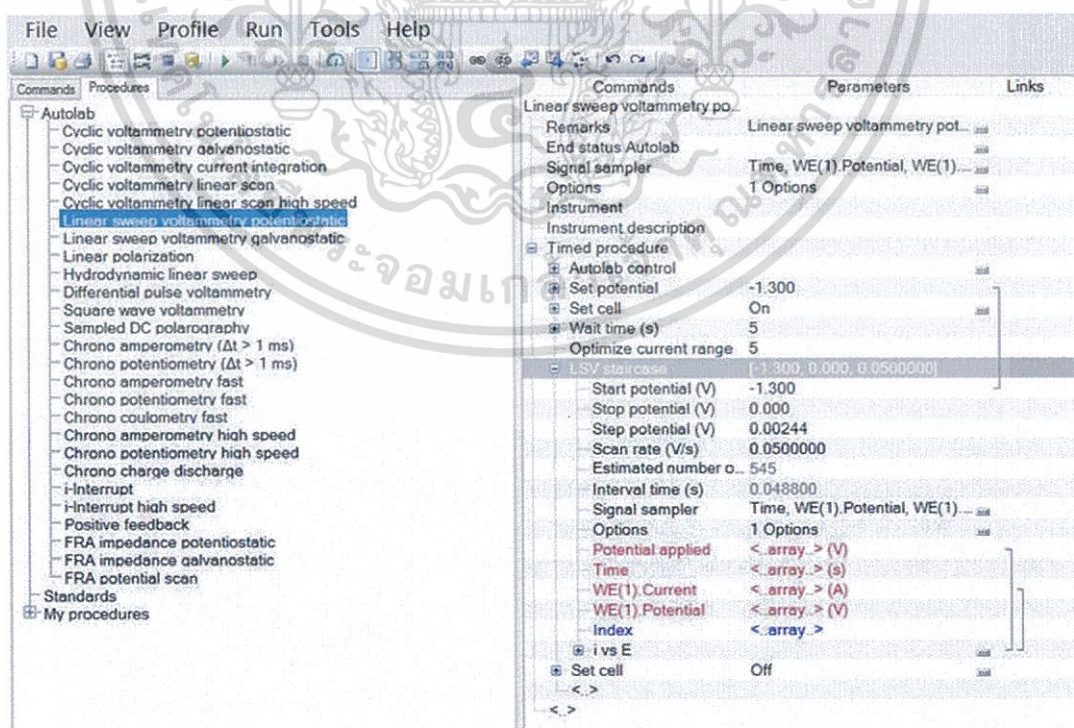 File View Profile Run Tools Help
Commands Procedures
Autolab
Cyclic voltammetry potentiostatic
Cyclic voltammetry galvanostatic
Cyclic voltammetry current integration
Cyclic voltammetry linear scan
Cyclic voltammetry linear scan high speed
Linear sweep voltammetry potentiostatic
Linear sweep voltammetry galvanostatic
Linear polarization
Hydrodynamic linear sweep
Differential pulse voltammetry
Square wave voltammetry
Sampled DC polarography
Chrono amperometry (Δt > 1 ms)
Chrono potentiometry (Δt > 1 ms)
Chrono amperometry fast
Chrono potentiometry fast
Chrono coulometry fast
Chrono amperometry high speed
Chrono potentiometry high speed
Chrono charge discharge
i-Interrupt
i-Interrupt high speed
Positive feedback
FRA impedance potentiostatic
FRA impedance galvanostatic
FRA potential scan
Standards
My procedures
Commands Parameters Links
Linear sweep voltammetry po...
Remarks Linear sweep voltammetry pot...
End status Autolab
Signal sampler Time, WE(1).Potential, WE(1)....
Options 1 Options
Instrument
Instrument description
Timed procedure
Autolab control
Set potential -1.300
Set cell On
Wait time (s) 5
Optimize current range 5
LSV staircase [-1.300, 0.000, 0.0500000]
Start potential (V) -1.300
Stop potential (V) 0.000
Step potential (V) 0.00244
Scan rate (V/s) 0.0500000
Estimated number o... 545
Interval time (s) 0.048800
Signal sampler Time, WE(1).Potential, WE(1)....
Options 1 Options
Potential applied <..array..> (V)
Time <..array..> (s)
WE(1).Current <..array..> (A)
WE(1).Potential <..array..> (V)
Index <..array..>
i vs E
Set cell Off
<..>
<..>